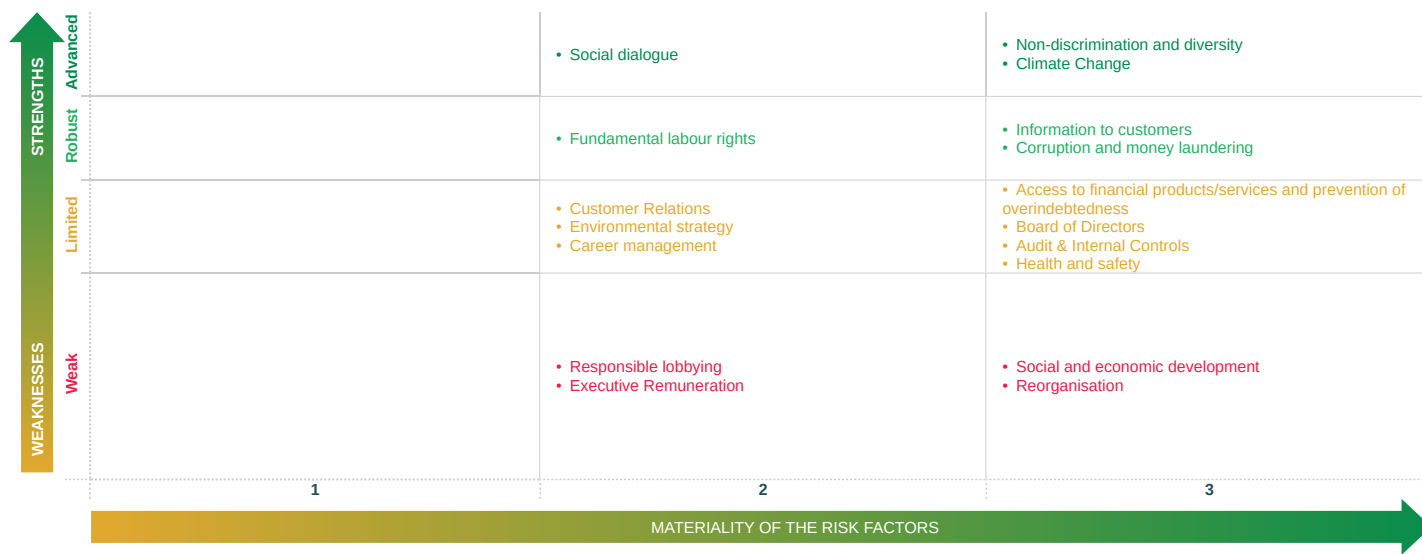 STRENGTHS
WEAKNESSES
Advanced
• Social dialogue
• Non-discrimination and diversity
• Climate Change
Robust
• Fundamental labour rights
• Information to customers
• Corruption and money laundering
Limited
• Customer Relations
• Environmental strategy
• Career management
• Access to financial products/services and prevention of
overindebtedness
• Board of Directors
• Audit & Internal Controls
• Health and safety
Weak
• Responsible lobbying
• Executive Remuneration
• Social and economic development
• Reorganisation
1
2
3
MATERIALITY OF THE RISK FACTORS